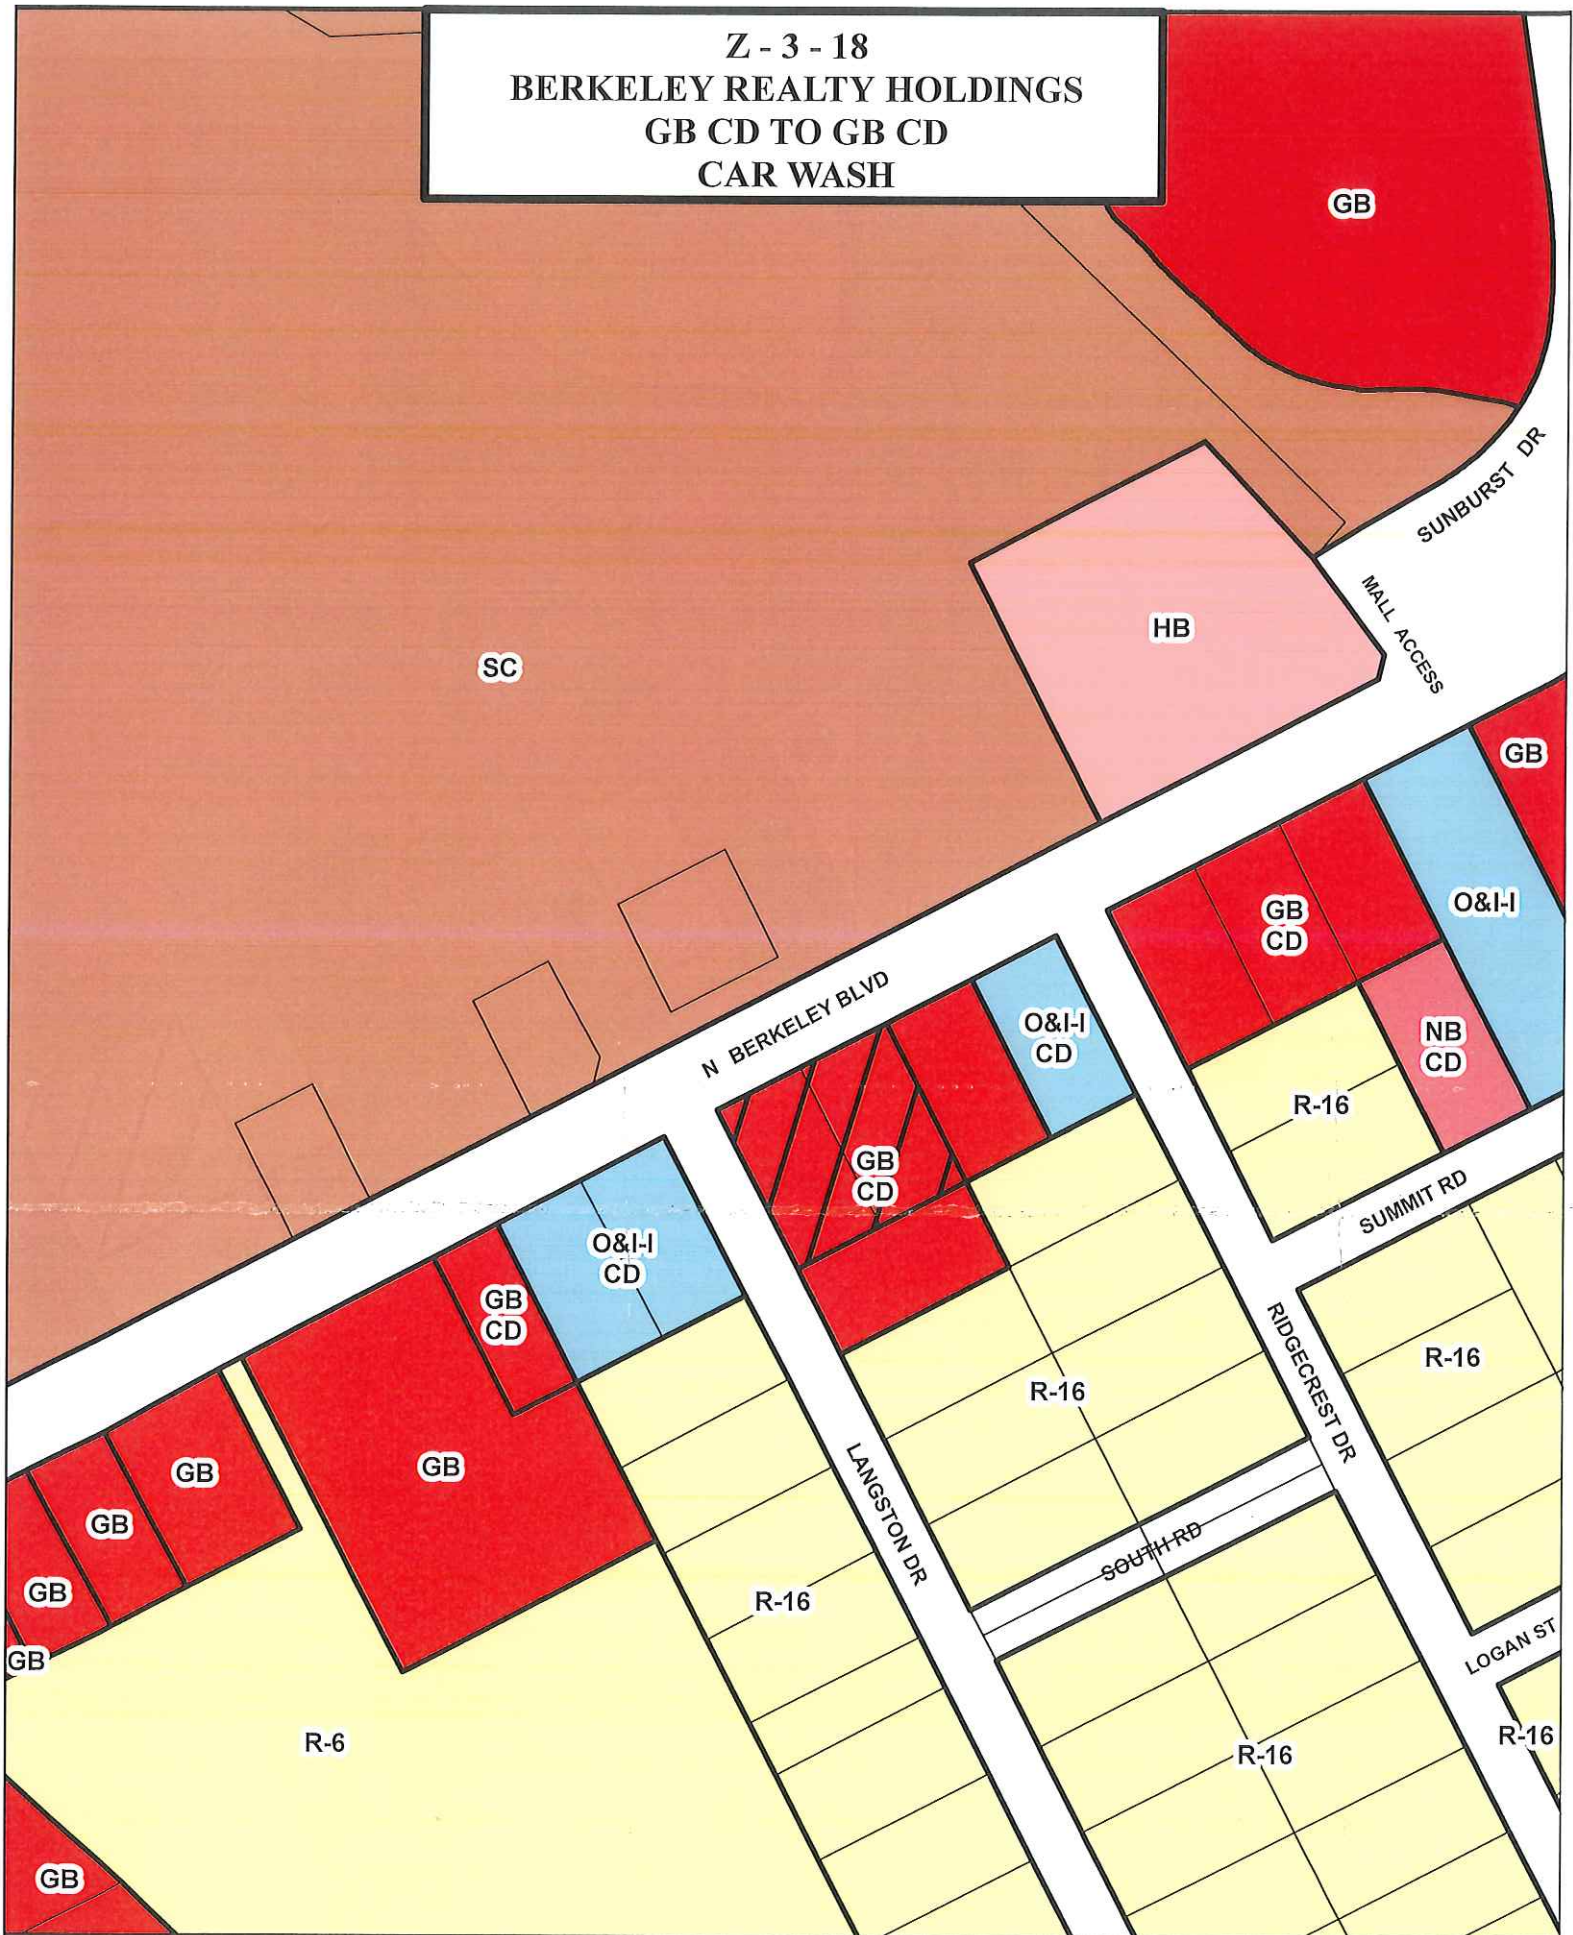 Z - 3 - 18
BERKELEY REALTY HOLDINGS
GB CD TO GB CD
CAR WASH
GB
SUNBURST DR
MALL ACCESS
HB
SC
GB
O&I-I
GB
CD
N BERKELEY BLVD
O&I-I
CD
NB
CD
R-16
GB
CD
SUMMIT RD
O&I-I
CD
GB
CD
RIDGECREST DR
R-16
R-16
GB
GB
GB
LANGSTON DR
SOUTH RD
GB
R-16
LOGAN ST
GB
R-6
R-16
R-16
GB